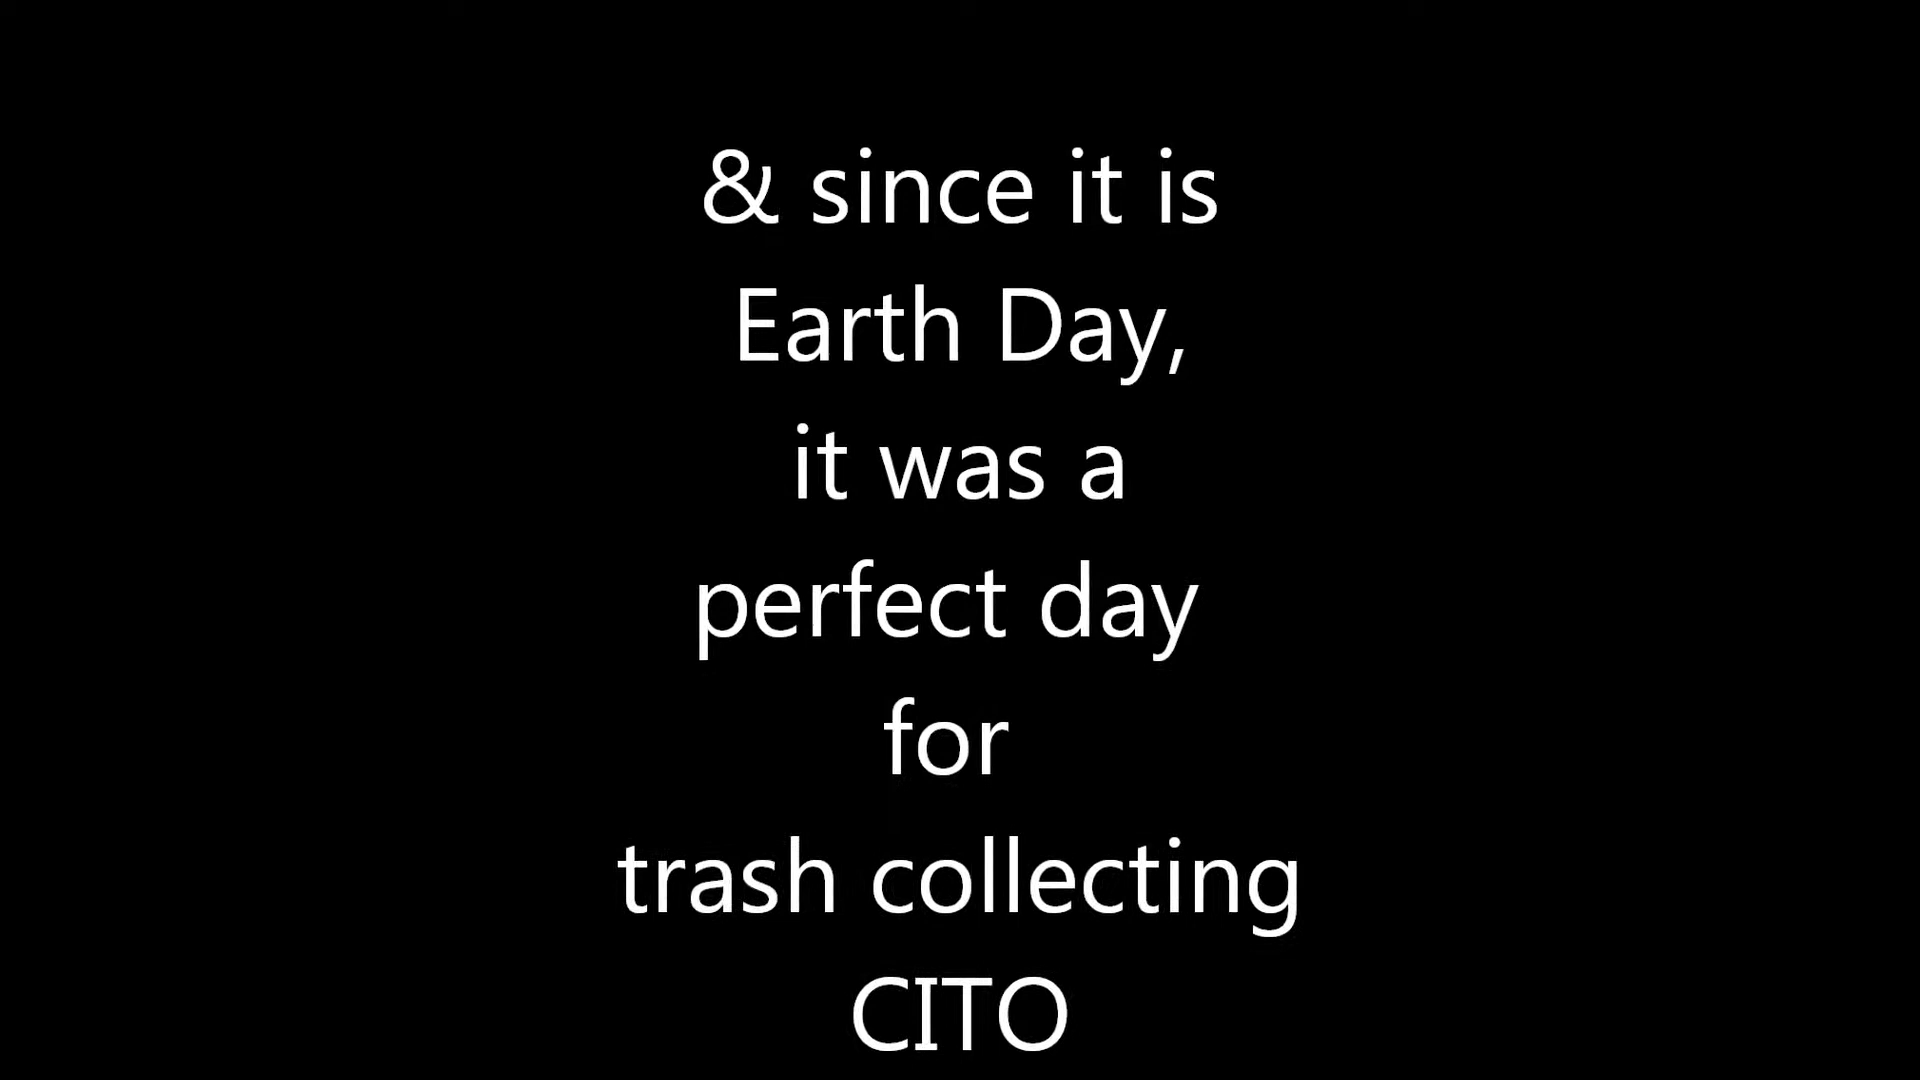 & since it is
Earth Day,
it was a
perfect day
for
trash collecting
CITO